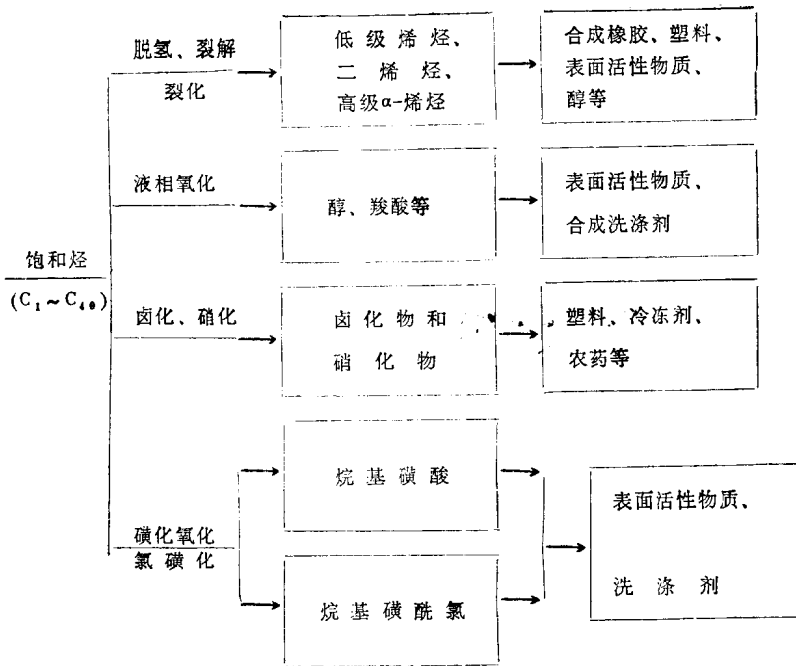 脱氢、裂解
裂化
低级烯烃、
二烯烃、
高级α-烯烃
合成橡胶、塑料、
表面活性物质、
醇等
液相氧化
醇、羧酸等
表面活性物质、
合成洗涤剂
饱和烃
(C₁~C₄₀)
卤化、硝化
卤化物和
硝化物
塑料、冷冻剂、
农药等
磺化氧化
氯磺化
烷基磺酸
烷基磺酰氯
表面活性物质、
洗涤剂